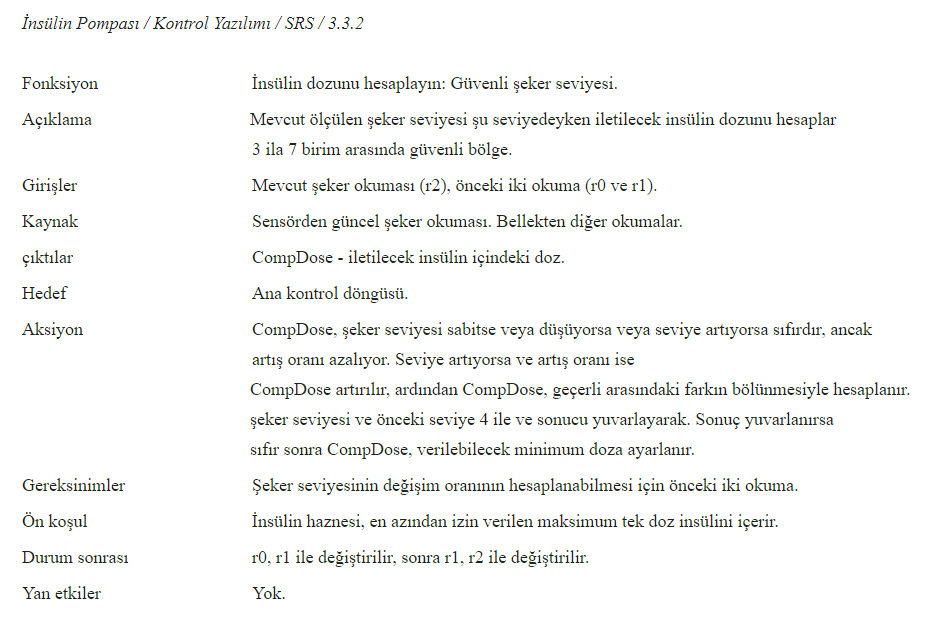 İnsülin Pompası / Kontrol Yazılımı / SRS / 3.3.2
Fonksiyon İnsülin dozunu hesaplayın: Güvenli şeker seviyesi.
Açıklama Mevcut ölçülen şeker seviyesi şu seviyedeyken iletilecek insülin dozunu hesaplar
3 ila 7 birim arasında güvenli bölge.
Girişler Mevcut şeker okuması (r2), önceki iki okuma (r0 ve r1).
Kaynak Sensörden güncel şeker okuması. Bellekten diğer okumalar.
çıktılar CompDose - iletilecek insülin içindeki doz.
Hedef Ana kontrol döngüsü.
Aksiyon CompDose, şeker seviyesi sabitse veya düşüyorsa veya seviye artıyorsa sıfırdır, ancak
artış oranı azalıyor. Seviye artıyorsa ve artış oranı ise
CompDose artırılır, ardından CompDose, geçerli arasındaki farkın bölünmesiyle hesaplanır.
şeker seviyesi ve önceki seviye 4 ile ve sonucu yuvarlayarak. Sonuç yuvarlanırsa
sıfır sonra CompDose, verilebilecek minimum doza ayarlanır.
Gereksinimler Şeker seviyesinin değişim oranının hesaplanabilmesi için önceki iki okuma.
Ön koşul İnsülin haznesi, en azından izin verilen maksimum tek doz insülini içerir.
Durum sonrası r0, r1 ile değiştirilir, sonra r1, r2 ile değiştirilir.
Yan etkiler Yok.